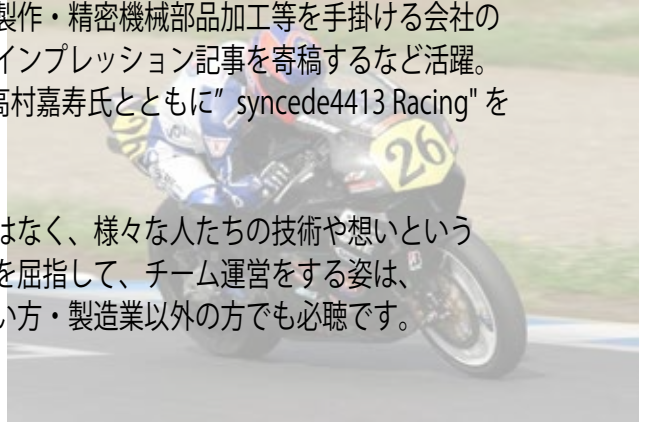 製作・精密機械部品加工等を手掛ける会社の
インプレッション記事を寄稿するなど活躍。
高村嘉寿氏とともに”syncede4413 Racing"を
はなく、様々な人たちの技術や想いという
を屈指して、チーム運営をする姿は、
い方・製造業以外の方でも必聴です。
26